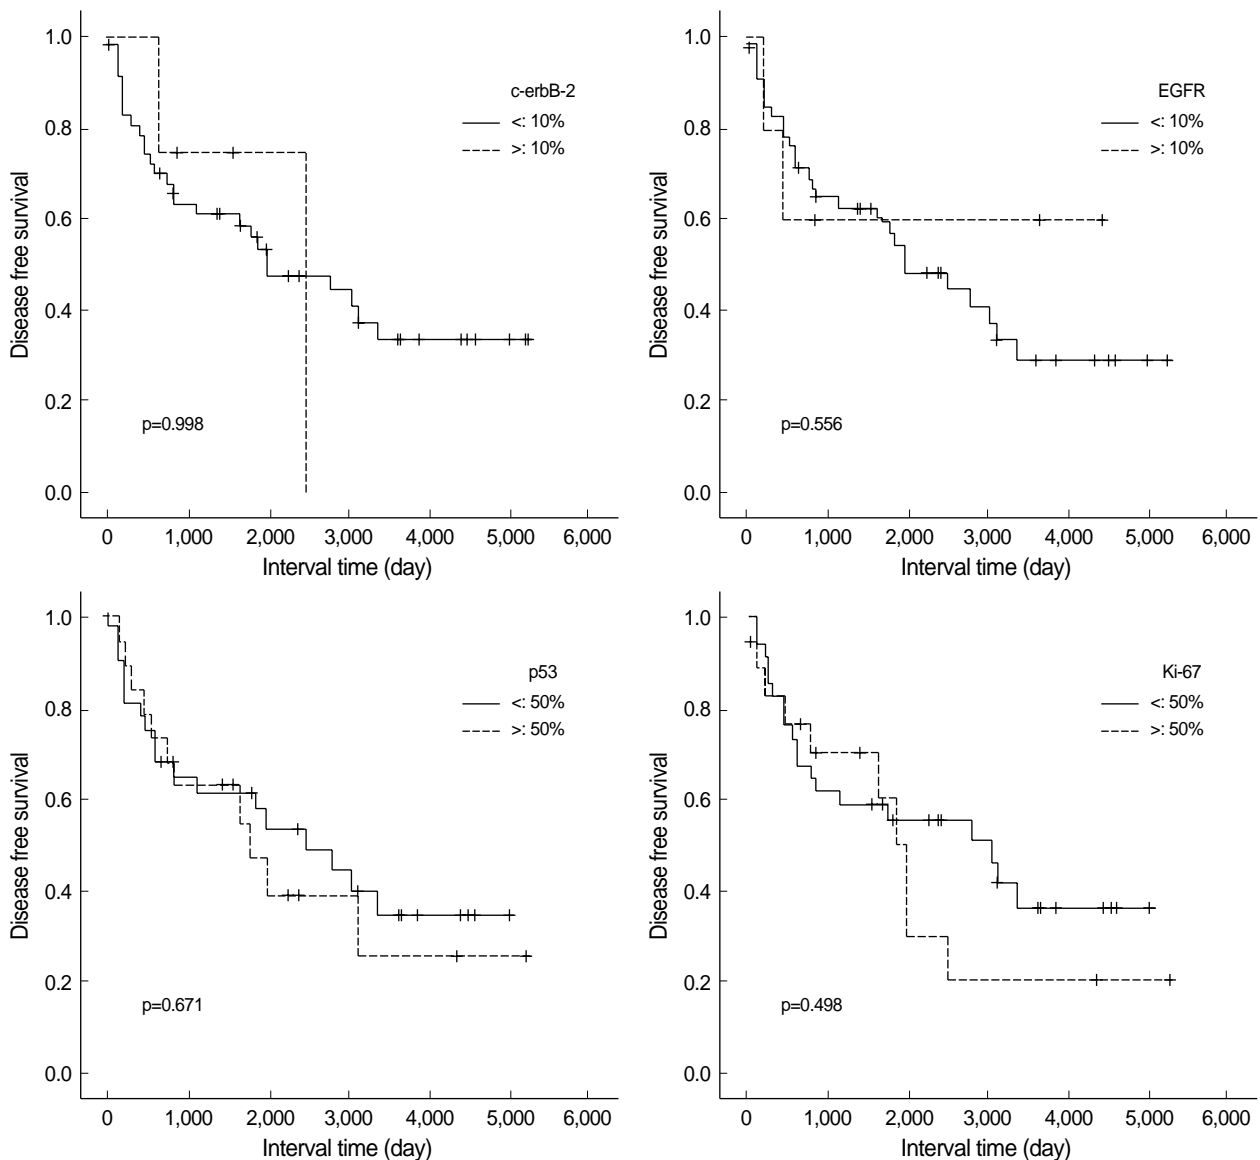 c-erbB-2
<: 10%
>: 10%
p=0.998
Disease free survival
1.0
0.8
0.6
0.4
0.2
0.0
0 1,000 2,000 3,000 4,000 5,000 6,000
Interval time (day)
EGFR
<: 10%
>: 10%
p=0.556
Disease free survival
1.0
0.8
0.6
0.4
0.2
0.0
0 1,000 2,000 3,000 4,000 5,000 6,000
Interval time (day)
p53
<: 50%
>: 50%
p=0.671
Disease free survival
1.0
0.8
0.6
0.4
0.2
0.0
0 1,000 2,000 3,000 4,000 5,000 6,000
Interval time (day)
Ki-67
<: 50%
>: 50%
p=0.498
Disease free survival
1.0
0.8
0.6
0.4
0.2
0.0
0 1,000 2,000 3,000 4,000 5,000 6,000
Interval time (day)